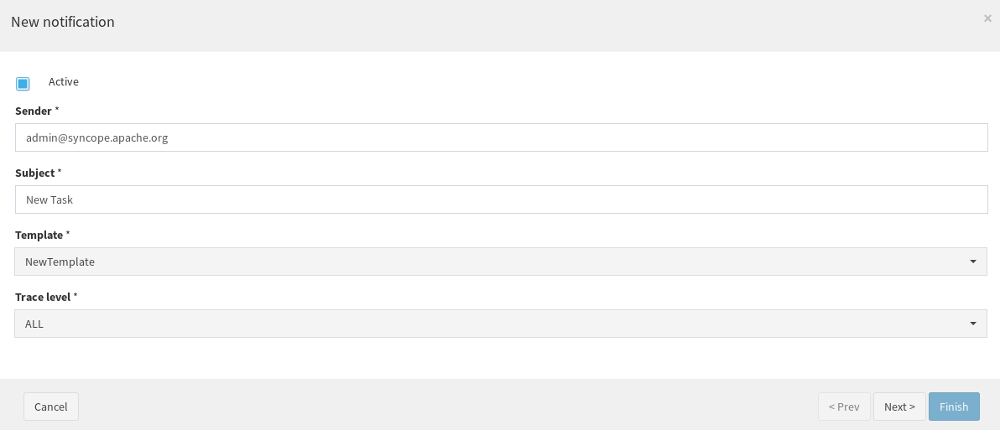 New notification
×
Active
Sender *
admin@syncope.apache.org
Subject *
New Task
Template *
NewTemplate
Trace level *
ALL
Cancel
< Prev
Next >
Finish